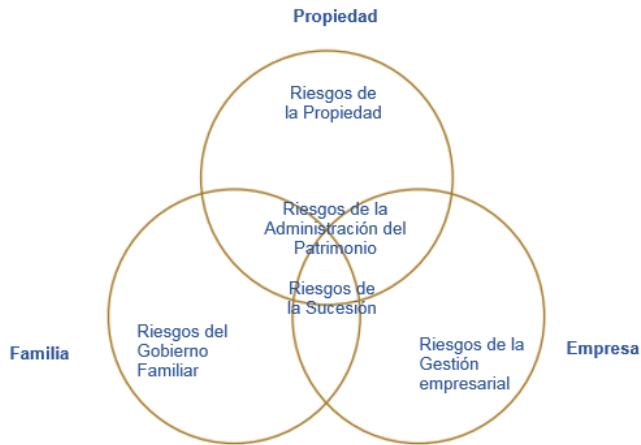 Propiedad
Riesgos de
la Propiedad
Riesgos de la
Administración del
Patrimonio
Riesgos de
la Sucesión
Familia
Riesgos del
Gobierno
Familiar
Riesgos de la
Gestión
empresarial
Empresa